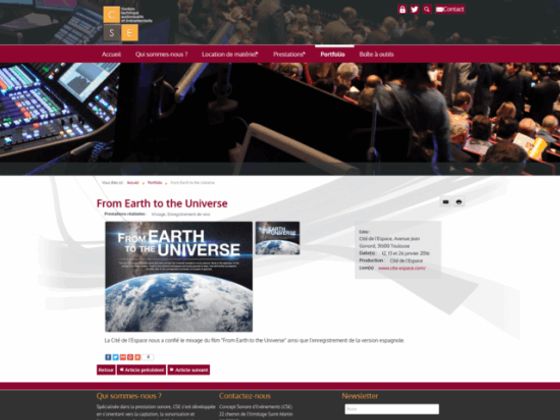 C
S E
Contact
Accueil Qui sommes-nous ? Location de matériel Prestations Portfolio Boîte à outils
Vous êtes ici : Accueil Portfolio From Earth to the Universe
From Earth to the Universe
Prestations réalisées : Mixage, Enregistrement de voix
FROM EARTH
TO THE UNIVERSE
Lieu :
Cité de l'Espace, Avenue Jean
Gonord, 31000 Toulouse
Date(s) : 12, 13 et 26 janvier 2016
Production : Cité de l'Espace
Lien(s) : www.cite-espace.com/
La Cité de l'Espace nous a confié le mixage du film "From Earth to the Universe" ainsi que l'enregistrement de la version espagnole.
Retour Article précédent Article suivant
Qui sommes-nous ?
Spécialisée dans la prestation sonore, CSE s'est développée
en s'orientant vers la captation, la sonorisation et
Contactez-nous
Concept Sonore d'Evènements (CSE)
22 chemin de l'Ermitage Saint-Martin
Newsletter
Nom